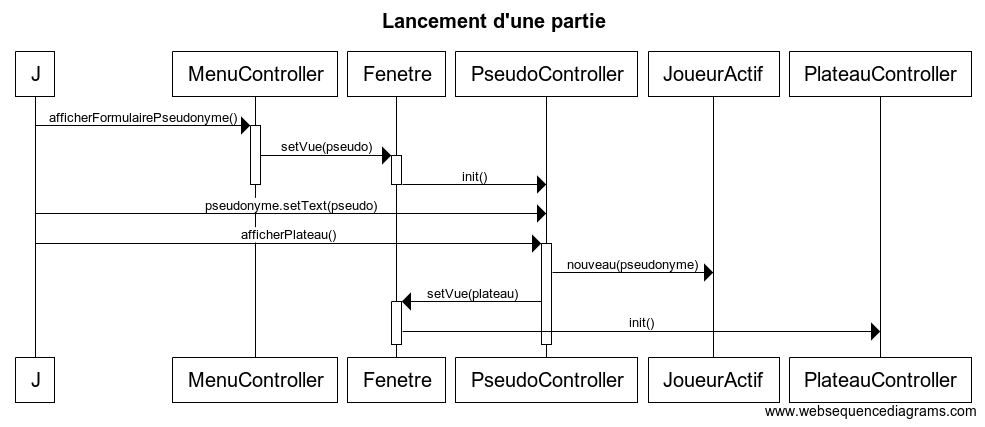 Lancement d'une partie
J MenuController Fenetre PseudoController JoueurActif PlateauController
afficherFormulairePseudonyme()
setVue(pseudo)
init()
pseudonyme.setText(pseudo)
afficherPlateau()
nouveau(pseudonyme)
setVue(plateau)
init()
J MenuController Fenetre PseudoController JoueurActif PlateauController
www.websequencediagrams.com